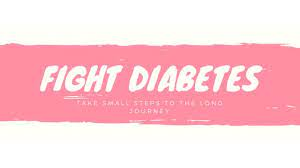 FIGHT DIABETES
TAKE SMALL STEPS TO THE LONG
JOURNEY